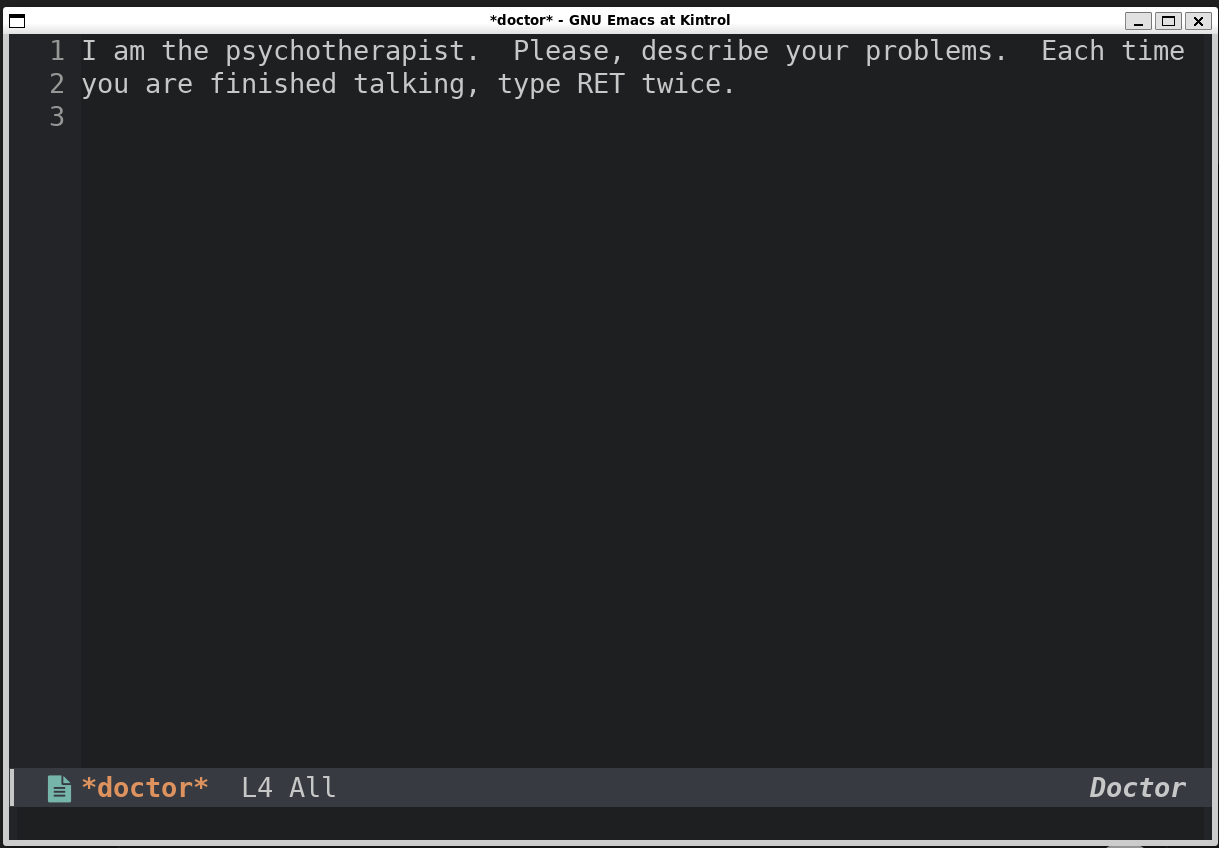 *doctor* - GNU Emacs at Kintrol
1 I am the psychotherapist.  Please, describe your problems.  Each time
2 you are finished talking, type RET twice.
3
*doctor*  L4 All
Doctor